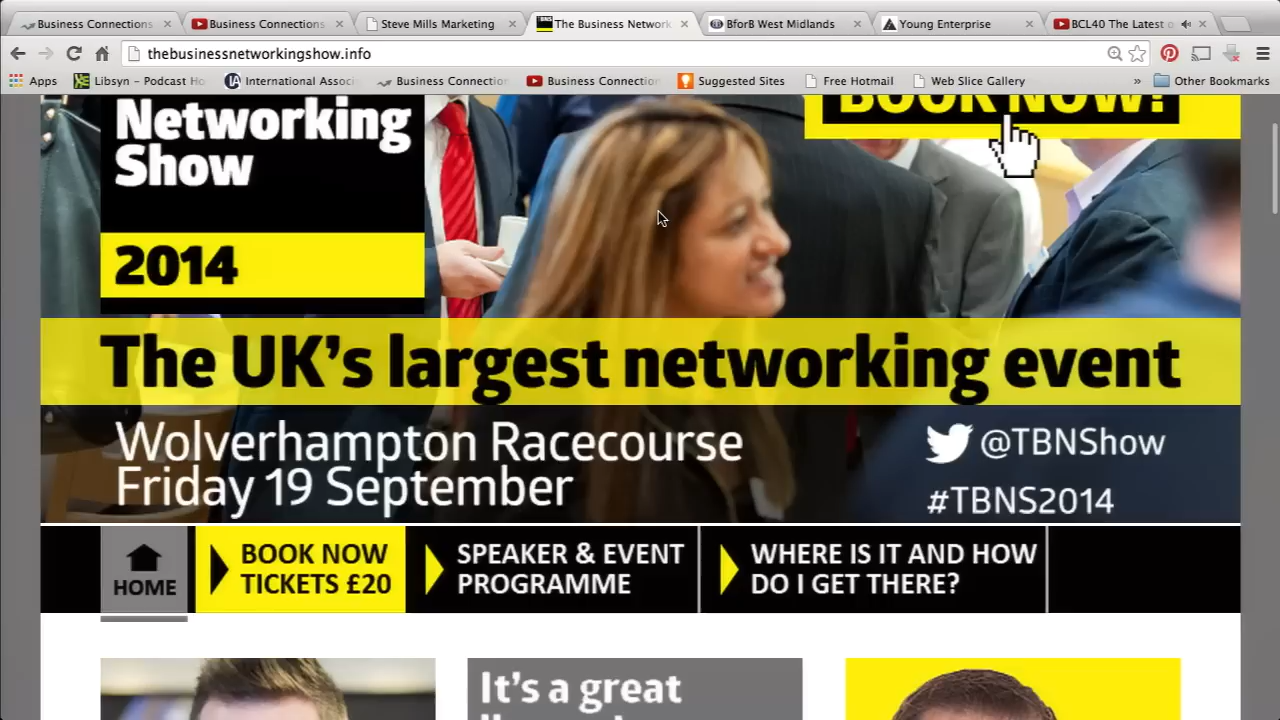 Business Connections
Business Connections
Steve Mills Marketing
The Business Network
BforB West Midlands
Young Enterprise
BCL40 The Latest o
thebusinessnetworkingshow.info
Apps
Libsyn – Podcast Ho
International Associ
Business Connection
Business Connection
Suggested Sites
Free Hotmail
Web Slice Gallery
»
Other Bookmarks
BOOK NOW!
Networking
Show
2014
The UK's largest networking event
Wolverhampton Racecourse
Friday 19 September
@TBNShow
#TBNS2014
HOME
BOOK NOW
TICKETS £20
SPEAKER & EVENT
PROGRAMME
WHERE IS IT AND HOW
DO I GET THERE?
It's a great